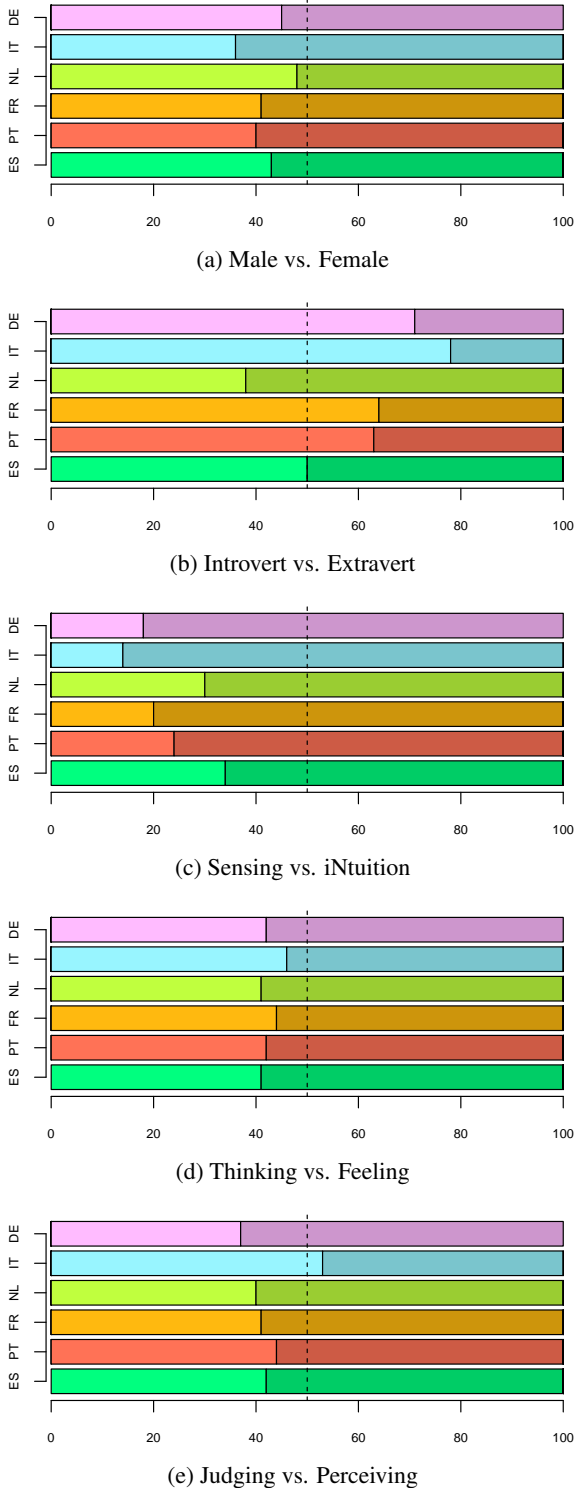 DE
IT
NL
FR
PT
ES
0 20 40 60 80 100
(a) Male vs. Female
DE
IT
NL
FR
PT
ES
0 20 40 60 80 100
(b) Introvert vs. Extravert
DE
IT
NL
FR
PT
ES
0 20 40 60 80 100
(c) Sensing vs. iNtuition
DE
IT
NL
FR
PT
ES
0 20 40 60 80 100
(d) Thinking vs. Feeling
DE
IT
NL
FR
PT
ES
0 20 40 60 80 100
(e) Judging vs. Perceiving